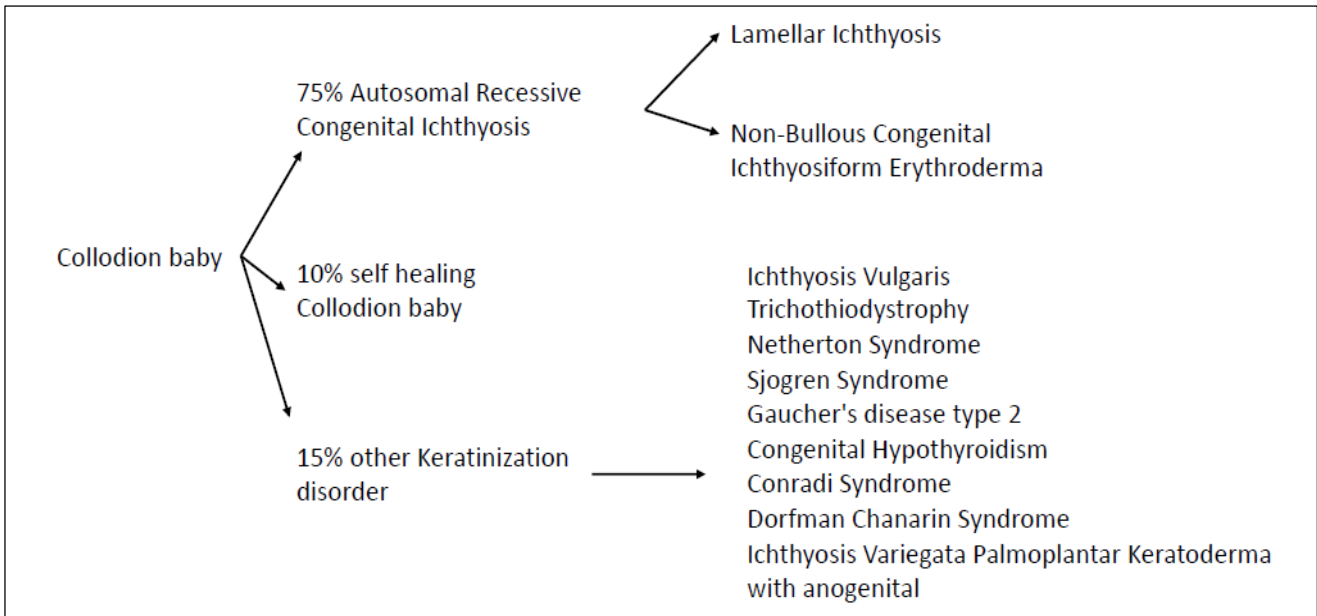 Collodion baby
75% Autosomal Recessive
Congenital Ichthyosis
Lamellar Ichthyosis
Non-Bullous Congenital
Ichthyosiform Erythroderma
10% self healing
Collodion baby
15% other Keratinization
disorder
Ichthyosis Vulgaris
Trichothiodystrophy
Netherton Syndrome
Sjogren Syndrome
Gaucher's disease type 2
Congenital Hypothyroidism
Conradi Syndrome
Dorfman Chanarin Syndrome
Ichthyosis Variegata Palmoplantar Keratoderma
with anogenital